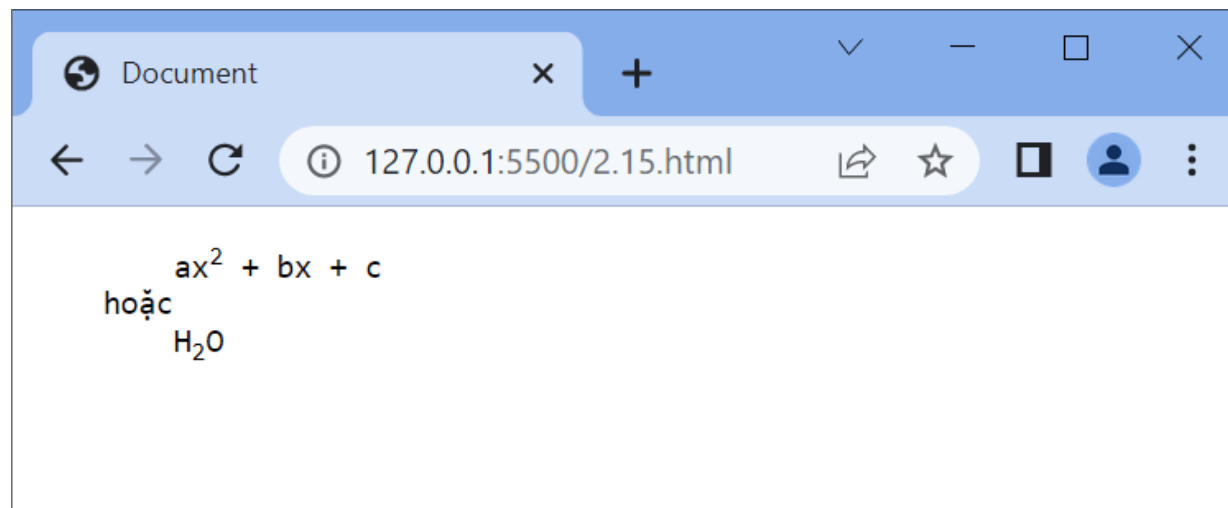 Document
127.0.0.1:5500/2.15.html
ax² + bx + c
hoặc
H₂O